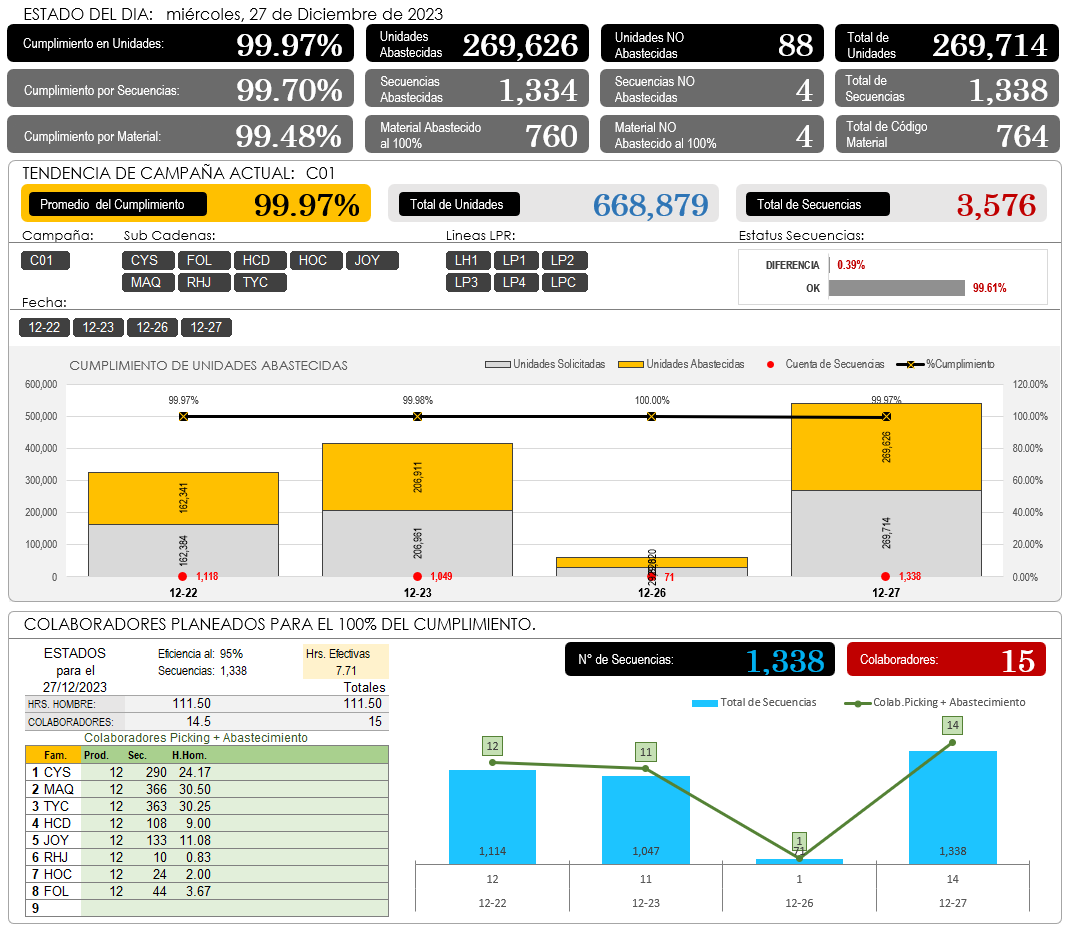 ESTADO DEL DIA: miércoles, 27 de Diciembre de 2023
Cumplimiento en Unidades: 99.97%
Unidades Abastecidas 269,626
Unidades NO Abastecidas 88
Total de Unidades 269,714
Cumplimiento por Secuencias: 99.70%
Secuencias Abastecidas 1,334
Secuencias NO Abastecidas 4
Total de Secuencias 1,338
Cumplimiento por Material: 99.48%
Material Abastecido al 100% 760
Material NO Abastecido al 100% 4
Total de Código Material 764
TENDENCIA DE CAMPAÑA ACTUAL: C01
Promedio del Cumplimiento 99.97%
Total de Unidades 668,879
Total de Secuencias 3,576
Campaña: Sub Cadenas: Lineas LPR: Estatus Secuencias:
C01 CYS FOL HCD HOC JOY LH1 LP1 LP2
MAQ RHJ TYC LP3 LP4 LPC
DIFERENCIA 0.39%
OK 99.61%
Fecha:
12-22 12-23 12-26 12-27
CUMPLIMIENTO DE UNIDADES ABASTECIDAS
Unidades Solicitadas Unidades Abastecidas Cuenta de Secuencias %Cumplimiento
600,000 120.00%
99.97% 99.98% 100.00% 99.97%
500,000 100.00%
400,000 80.00%
300,000 60.00%
200,000 40.00%
100,000 20.00%
0 0.00%
162,341 206,911 269,626
162,384 206,961 269,714
1,118 1,049 71 1,338
12-22 12-23 12-26 12-27
COLABORADORES PLANEADOS PARA EL 100% DEL CUMPLIMIENTO.
ESTADOS
para el
27/12/2023
Eficiencia al: 95%
Secuencias: 1,338
Hrs. Efectivas
7.71
Totales
HRS. HOMBRE: 111.50 111.50
COLABORADORES: 14.5 15
Colaboradores Picking + Abastecimiento
Fam. Prod. Sec. H.Hom.
1 CYS 12 290 24.17
2 MAQ 12 366 30.50
3 TYC 12 363 30.25
4 HCD 12 108 9.00
5 JOY 12 133 11.08
6 RHJ 12 10 0.83
7 HOC 12 24 2.00
8 FOL 12 44 3.67
9
N° de Secuencias: 1,338
Colaboradores: 15
Total de Secuencias Colab.Picking + Abastecimiento
12 11 1 14
1,114 1,047 71 1,338
12 11 1 14
12-22 12-23 12-26 12-27